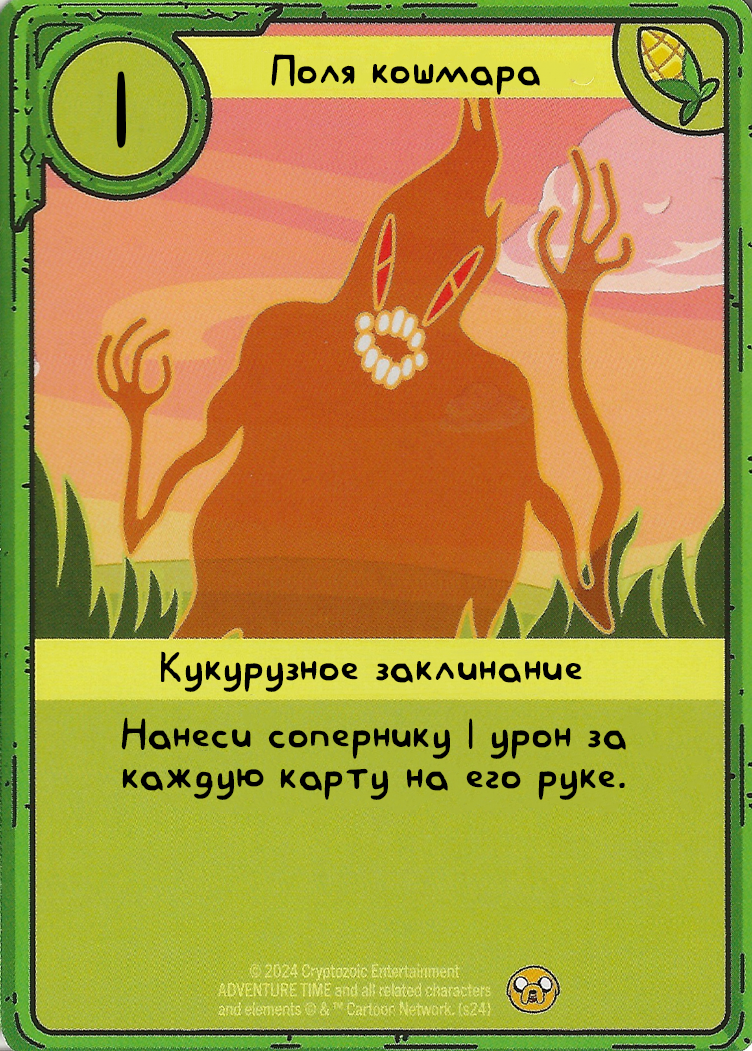 1
Поля кошмара
Кукурузное заклинание
Нанеси сопернику 1 урон за
каждую карту на его руке.
© 2024 Cryptozoic Entertainment
ADVENTURE TIME and all related characters
and elements © & ™ Cartoon Network. (s24)